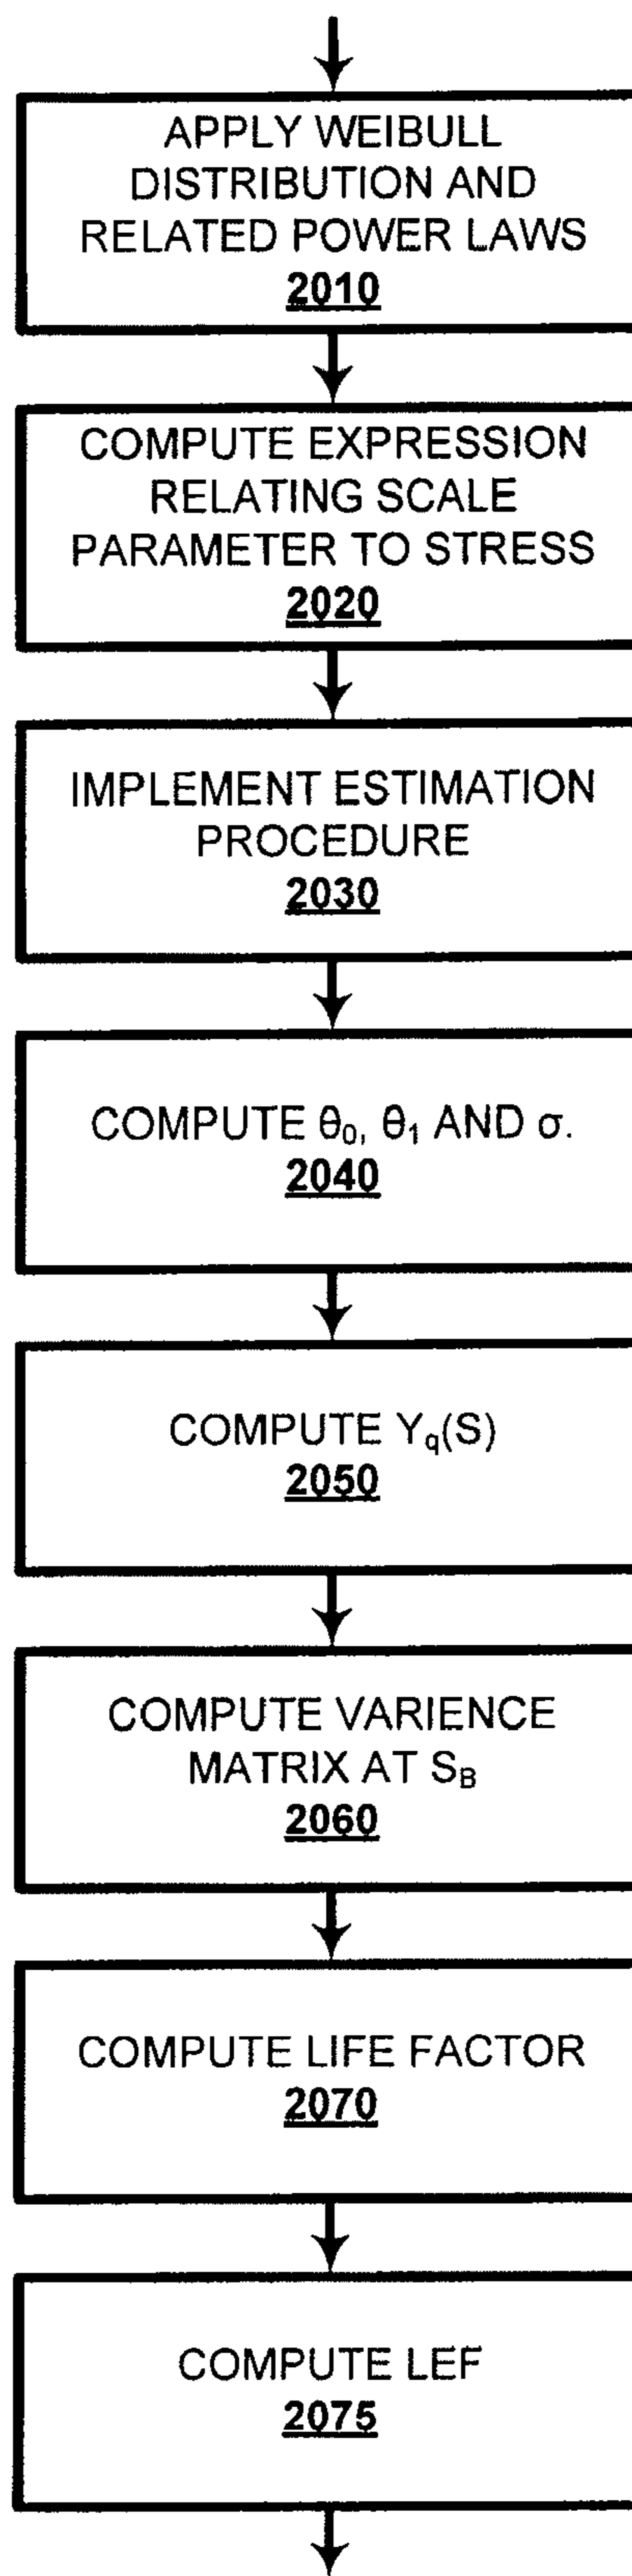 APPLY WEIBULL
DISTRIBUTION AND
RELATED POWER LAWS
2010
COMPUTE EXPRESSION
RELATING SCALE
PARAMETER TO STRESS
2020
IMPLEMENT ESTIMATION
PROCEDURE
2030
COMPUTE θ₀, θ₁ AND σ.
2040
COMPUTE Y_q(S)
2050
COMPUTE VARIENCE
MATRIX AT S_B
2060
COMPUTE LIFE FACTOR
2070
COMPUTE LEF
2075